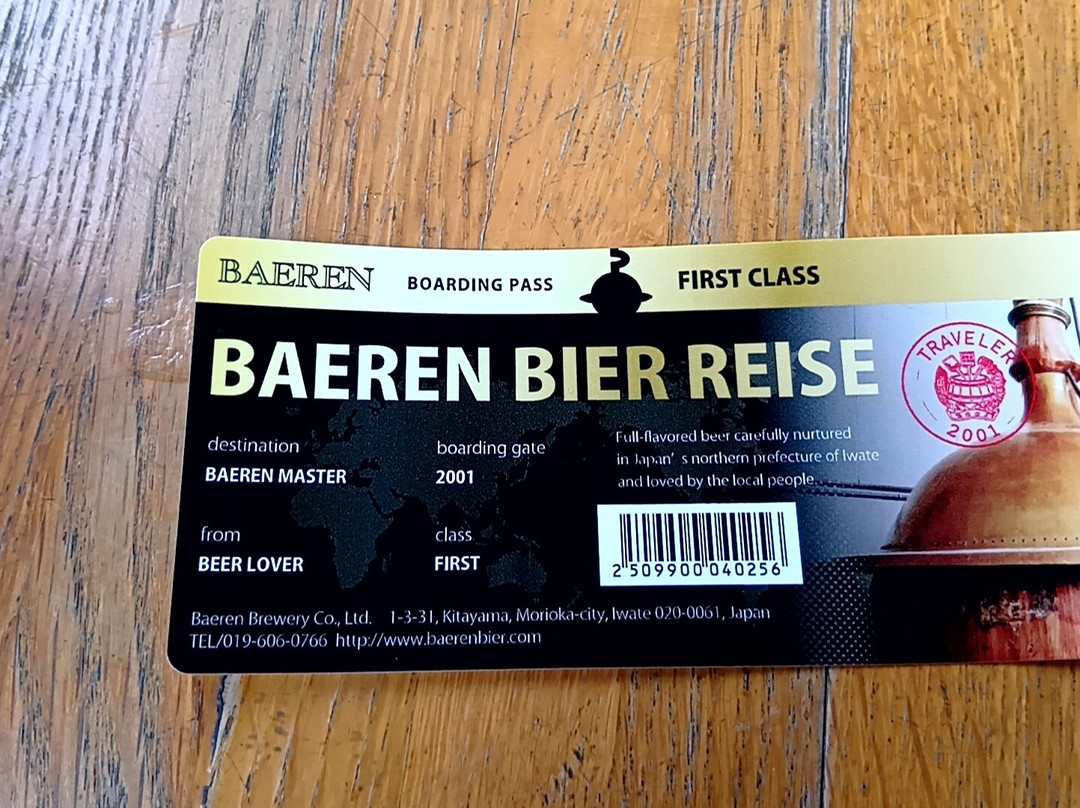 BAEREN BOARDING PASS FIRST CLASS
BAEREN BIER REISE
TRAVELER
2001
destination
BAEREN MASTER
boarding gate
2001
Full-flavored beer carefully nurtured
in Japan’s northern prefecture of Iwate
and loved by the local people.
from
BEER LOVER
class
FIRST
2 509900 040256
Baeren Brewery Co., Ltd. 1-3-31, Kitayama, Morioka-city, Iwate 020-0061, Japan
TEL/019-606-0766 http://www.baerenbier.com